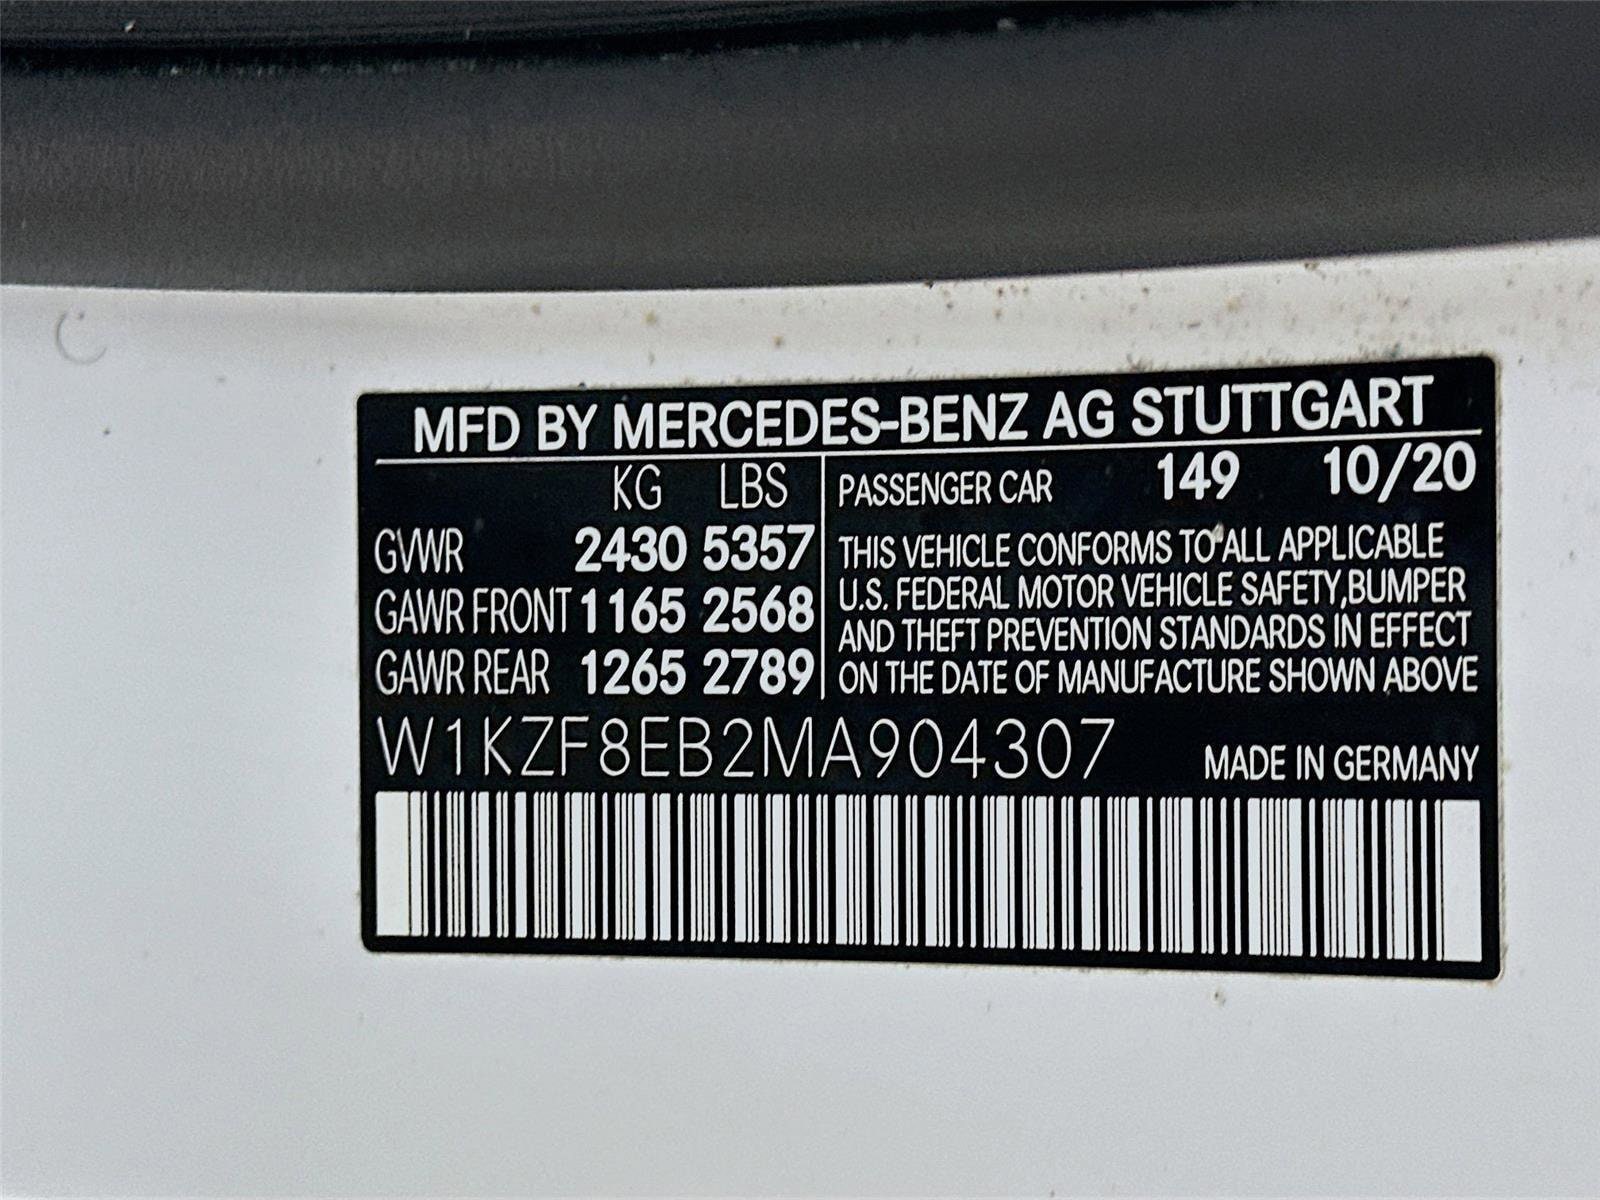 MFD BY MERCEDES-BENZ AG STUTTGART
KG LBS
GVWR 2430 5357
GAWR FRONT 1165 2568
GAWR REAR 1265 2789
PASSENGER CAR 149 10/20
THIS VEHICLE CONFORMS TO ALL APPLICABLE
U.S. FEDERAL MOTOR VEHICLE SAFETY,BUMPER
AND THEFT PREVENTION STANDARDS IN EFFECT
ON THE DATE OF MANUFACTURE SHOWN ABOVE
W1KZF8EB2MA904307
MADE IN GERMANY